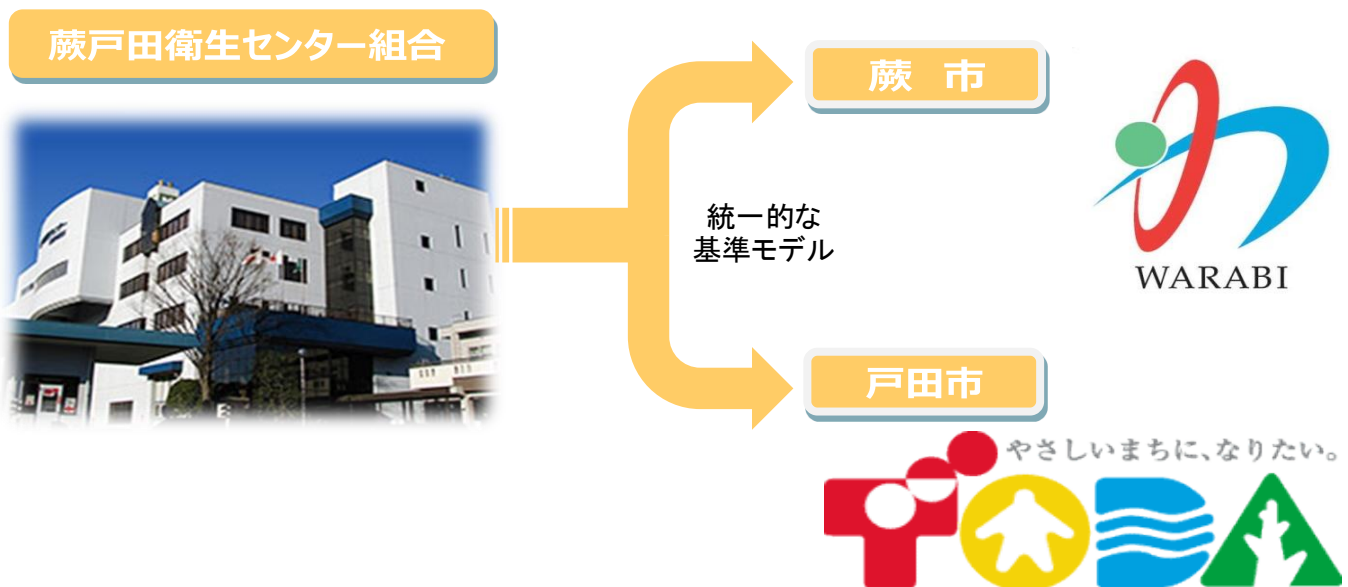 蕨戸田衛生センター組合
蕨 市
統一的な
基準モデル
WARABI
戸田市
やさしいまちに、なりたい。
TODA